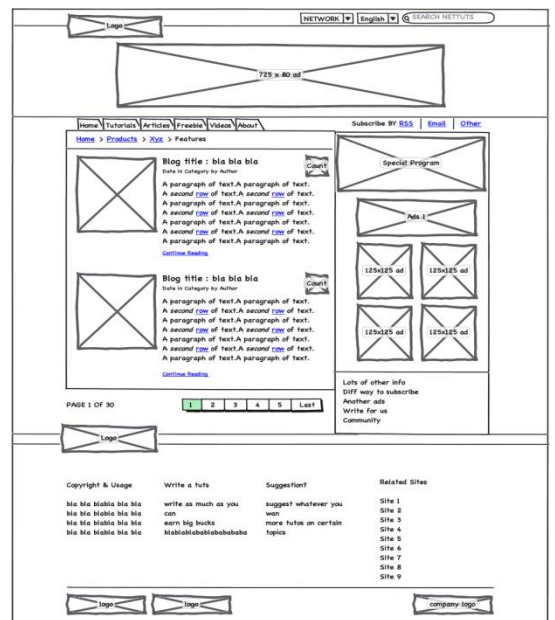 NETWORK English SEARCH NETTUTS
Logo
725 x 80 ad
Home Tutorials Articles Freebie Videos About
Subscribe BY RSS Email Other
Home > Products > Xyz > Features
Blog title : bla bla bla
Count
Date in Category by Author
A paragraph of text.A paragraph of text.
A second row of text.A second row of text.
A paragraph of text.A paragraph of text.
A second row of text.A second row of text.
A paragraph of text.A paragraph of text.
A second row of text.A second row of text.
A paragraph of text.A paragraph of text.
Continue Reading
Blog title : bla bla bla
Count
Date in Category by Author
A paragraph of text.A paragraph of text.
A second row of text.A second row of text.
A paragraph of text.A paragraph of text.
A second row of text.A second row of text.
A paragraph of text.A paragraph of text.
A second row of text.A second row of text.
A paragraph of text.A paragraph of text.
Continue Reading
PAGE 1 OF 30
1 2 3 4 5 Last
Special Program
Ads 1
125x125 ad 125x125 ad
125x125 ad 125x125 ad
Lots of other info
Diff way to subscribe
Another ads
Write for us
Community
Logo
Copyright & Usage
bla bla blabla bla bla
bla bla blabla bla bla
bla bla blabla bla bla
bla bla blabla bla bla
Write a tuts
write as much as you
can
earn big bucks
blablablabablabababa
Suggestion?
suggest whatever you
wan
more tutos on certain
topics
Related Sites
Site 1
Site 2
Site 3
Site 4
Site 5
Site 6
Site 7
Site 8
Site 9
logo logo company logo